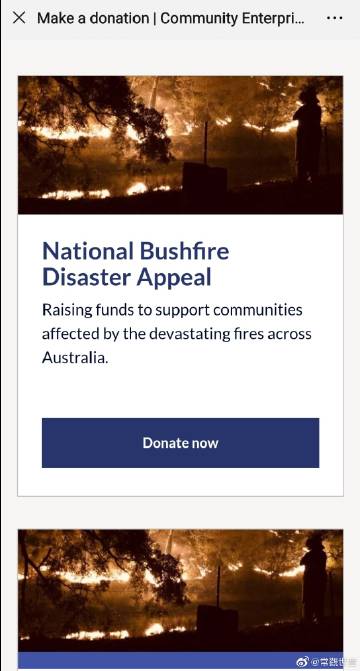 Make a donation | Community Enterpri...
National Bushfire
Disaster Appeal
Raising funds to support communities
affected by the devastating fires across
Australia.
Donate now